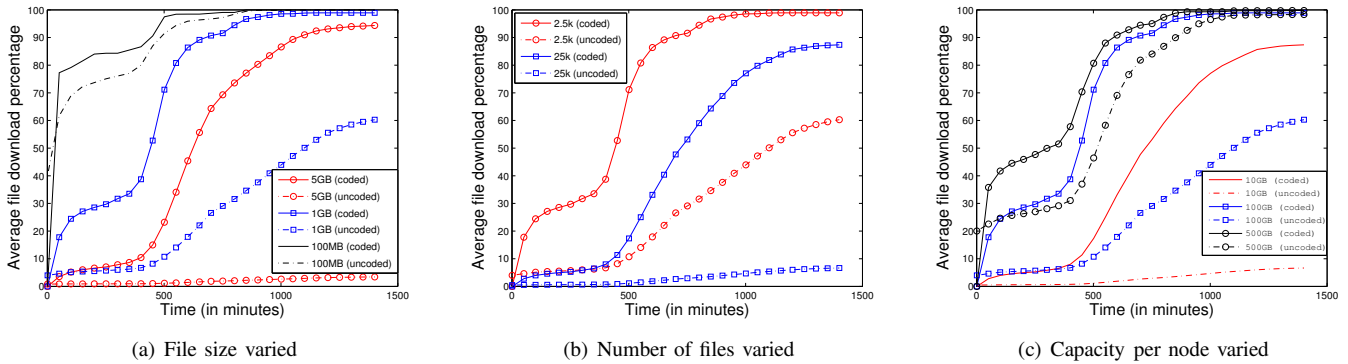 100
90
80
70
60
50
40
30
20
10
0
Average file download percentage
0
500
1000
1500
Time (in minutes)
5GB (coded)
5GB (uncoded)
1GB (coded)
1GB (uncoded)
100MB (coded)
100MB (uncoded)
(a) File size varied
100
90
80
70
60
50
40
30
20
10
0
Average file download percentage
0
500
1000
1500
Time (in minutes)
2.5k (coded)
2.5k (uncoded)
25k (coded)
25k (uncoded)
(b) Number of files varied
100
90
80
70
60
50
40
30
20
10
0
Average file download percentage
0
500
1000
1500
Time (in minutes)
10GB (coded)
10GB (uncoded)
100GB (coded)
100GB (uncoded)
500GB (coded)
500GB (uncoded)
(c) Capacity per node varied